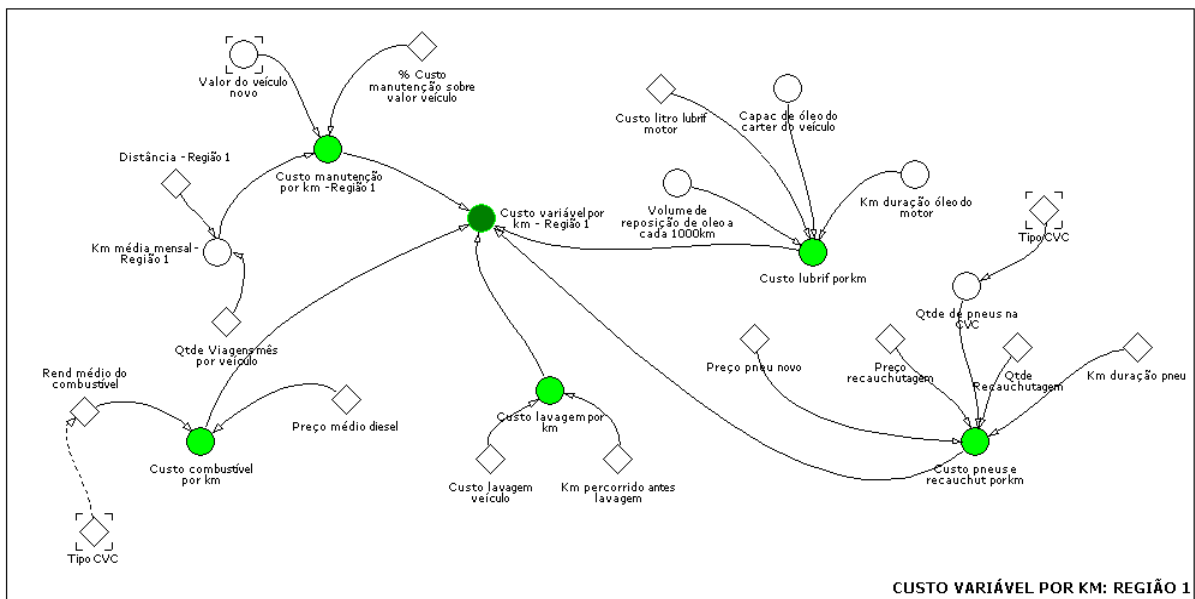 Valor do veículo
novo
% Custo
manutenção sobre
valor veículo
Distância - Região 1
Custo manutenção
por km - Região 1
Km média mensal -
Região 1
Qtde Viagens mês
por veículo
Custo variável por
km - Região 1
Custo litro lubrif
motor
Capac de óleo do
carter do veículo
Volume de
reposição de oleo a
cada 1000km
Km duração óleo do
motor
Custo lubrif por km
Tipo CVC
Qtde de pneus na
CVC
Preço pneu novo
Preço
recauchutagem
Qtde
Recauchutagem
Km duração pneu
Custo pneus e
recauchut por km
Rend médio do
combustível
Preço médio diesel
Custo combustível
por km
Tipo CVC
Custo lavagem por
km
Custo lavagem
veículo
Km percorrido antes
lavagem
CUSTO VARIÁVEL POR KM: REGIÃO 1